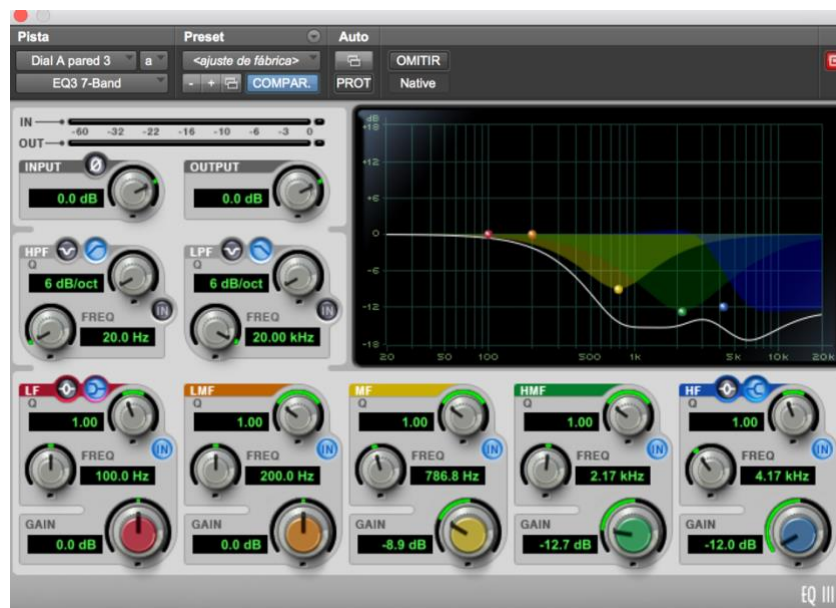 Pista Preset Auto
Dial A pared 3 a <ajuste de fábrica> OMITIR
EQ3 7-Band - + COMPAR. PROT Native
IN
-60 -32 -22 -16 -10 -6 -3 0
OUT
INPUT Ø OUTPUT
0.0 dB 0.0 dB
HPF LPF
Q Q
6 dB/oct 6 dB/oct
IN IN
FREQ FREQ
20.0 Hz 20.00 kHz
dB
+18
+12
+6
0
-6
-12
-18
20 50 100 500 1k 5k 10k 20k
LF LMF MF HMF HF
Q Q Q Q Q
1.00 1.00 1.00 1.00 1.00
IN IN IN IN IN
FREQ FREQ FREQ FREQ FREQ
100.0 Hz 200.0 Hz 786.8 Hz 2.17 kHz 4.17 kHz
GAIN GAIN GAIN GAIN GAIN
0.0 dB 0.0 dB -8.9 dB -12.7 dB -12.0 dB
EQ III